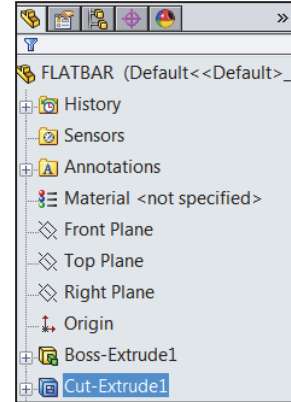 »
FLATBAR (Default<<Default>_
History
Sensors
A Annotations
Material <not specified>
Front Plane
Top Plane
Right Plane
Origin
Boss-Extrude1
Cut-Extrude1